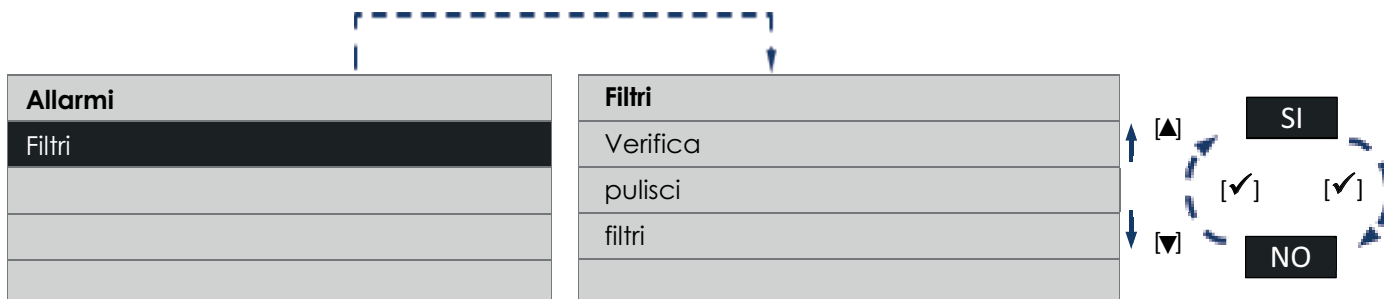 Allarmi
Filtri
Filtri
Verifica
pulisci
filtri
[▲]
[▼]
SI
[✔] [✔]
NO